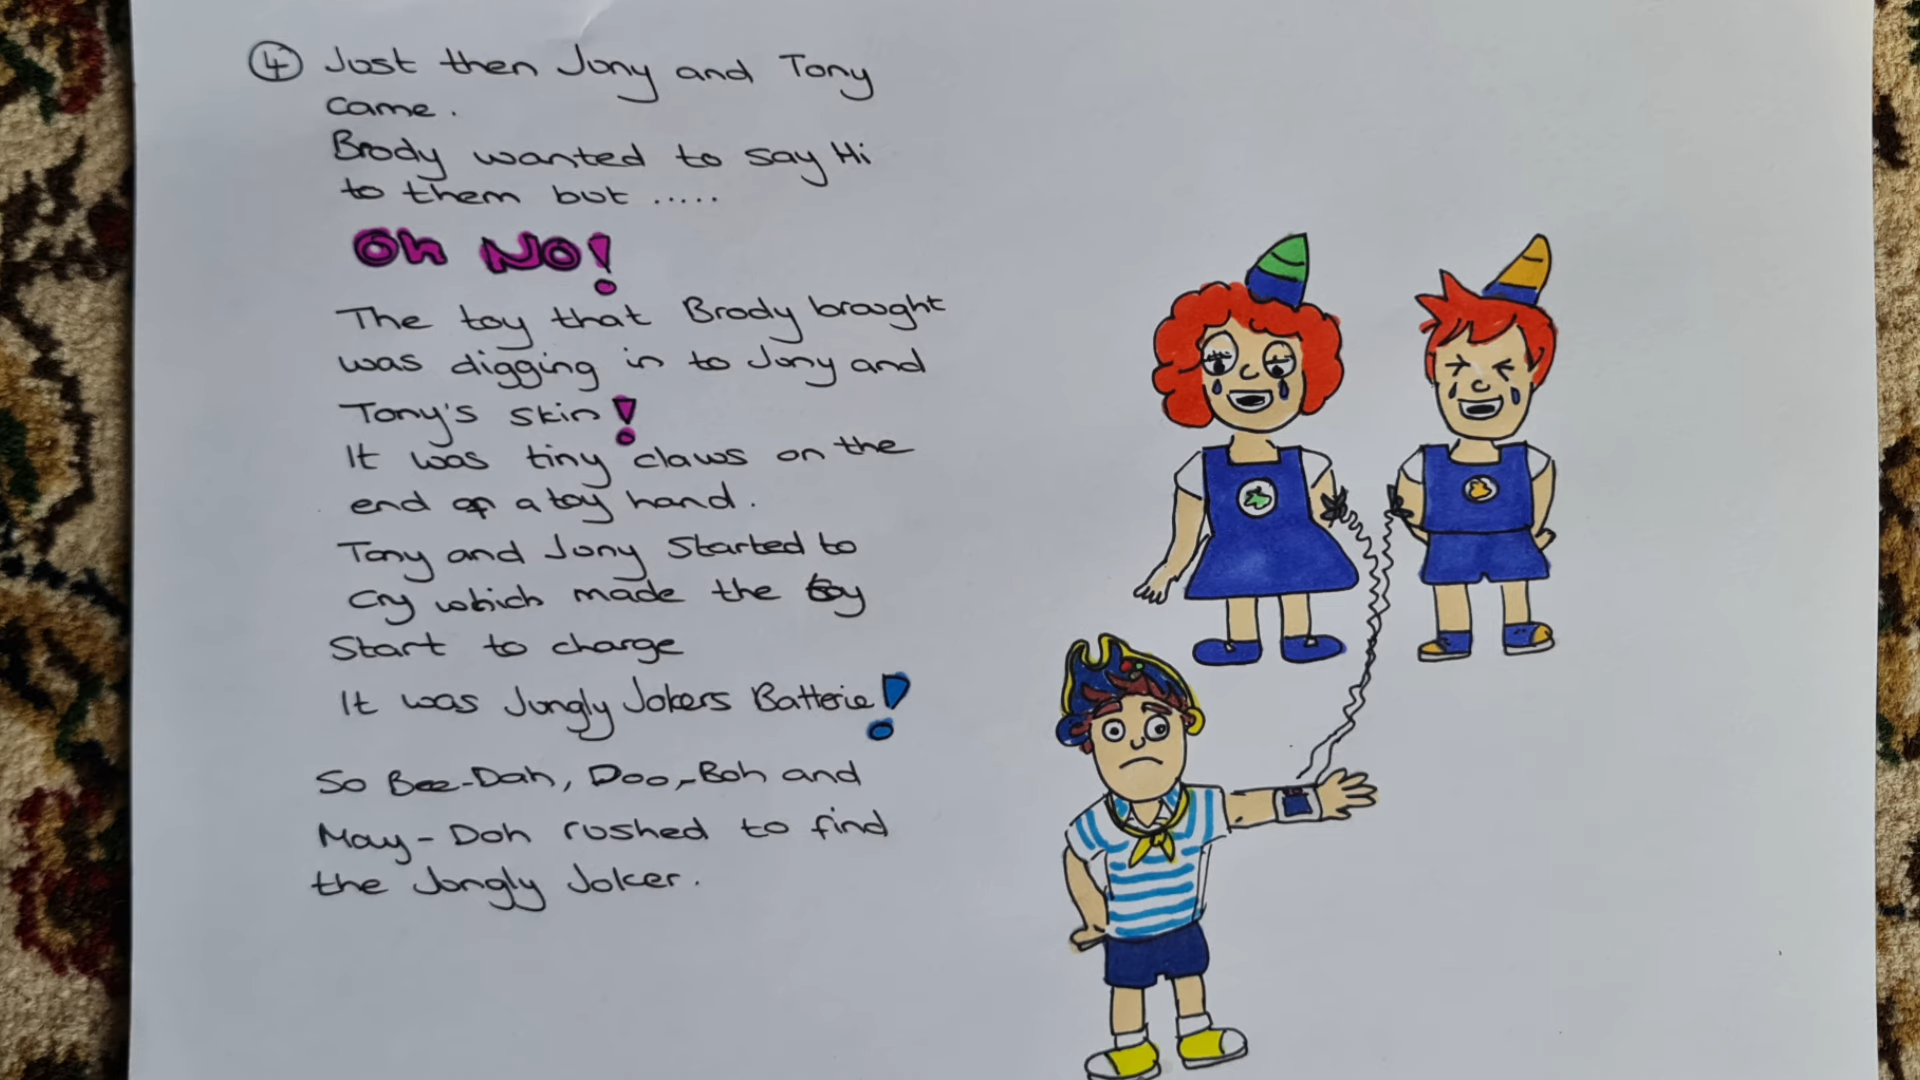 ④ Just then Jony and Tony
came.
Brody wanted to say Hi
to them but .....
Oh No!
The toy that Brody brought
was digging in to Jony and
Tony's skin!
It was tiny claws on the
end of a toy hand.
Tony and Jony Started to
Cry which made the toy
Start to charge
It was Jungly Jokers Batterie!
So Bee-Dah, Doo-Boh and
May-Doh rushed to find
the Jungly Joker.